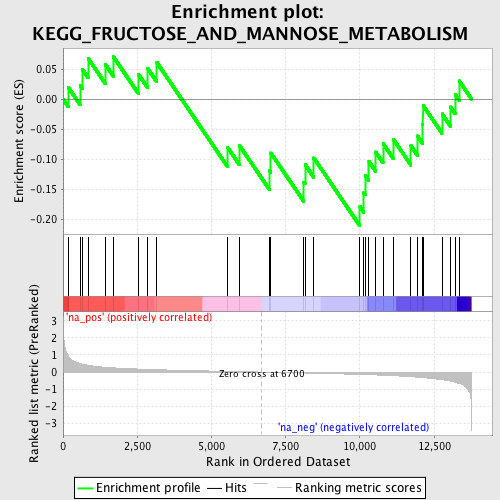 Enrichment plot:
KEGG_FRUCTOSE_AND_MANNOSE_METABOLISM
Enrichment score (ES)
0.05
0.00
-0.05
-0.10
-0.15
-0.20
'na_pos' (positively correlated)
Ranked list metric (PreRanked)
3
2
1
0
-1
-2
-3
Zero cross at 6700
'na_neg' (negatively correlated)
0
2,500
5,000
7,500
10,000
12,500
Rank in Ordered Dataset
Enrichment profile
Hits
Ranking metric scores